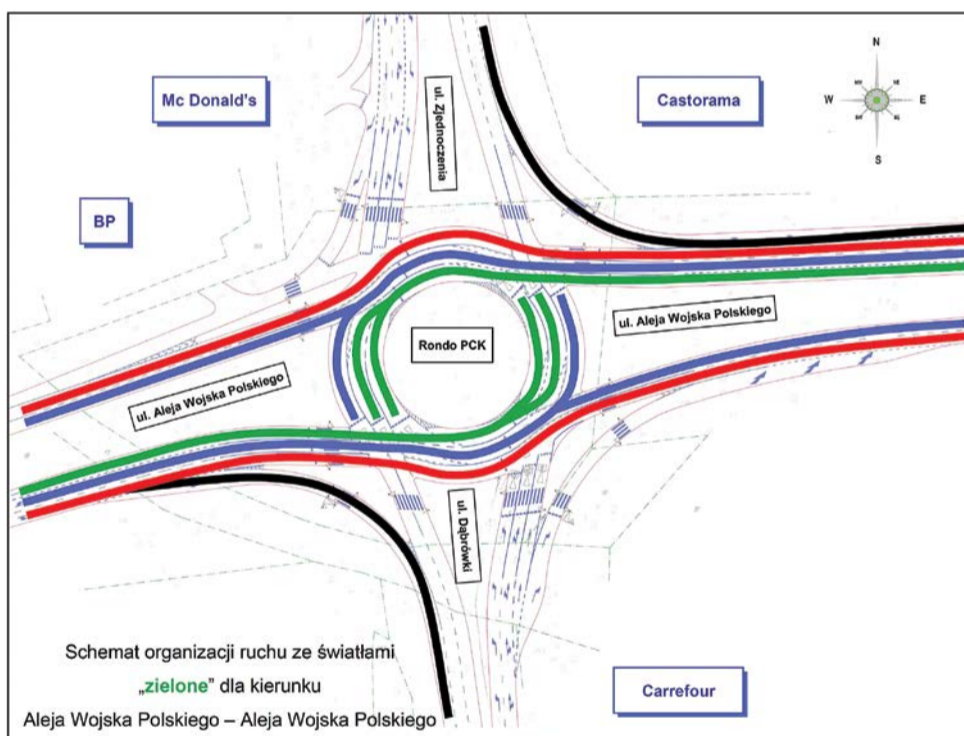 Mc Donald's
ul. Zjednoczenia
Castorama
N
W
E
S
BP
ul. Aleja Wojska Polskiego
Rondo PCK
ul. Aleja Wojska Polskiego
ul. Dąbrówki
Schemat organizacji ruchu ze światłami
„zielone” dla kierunku
Aleja Wojska Polskiego – Aleja Wojska Polskiego
Carrefour